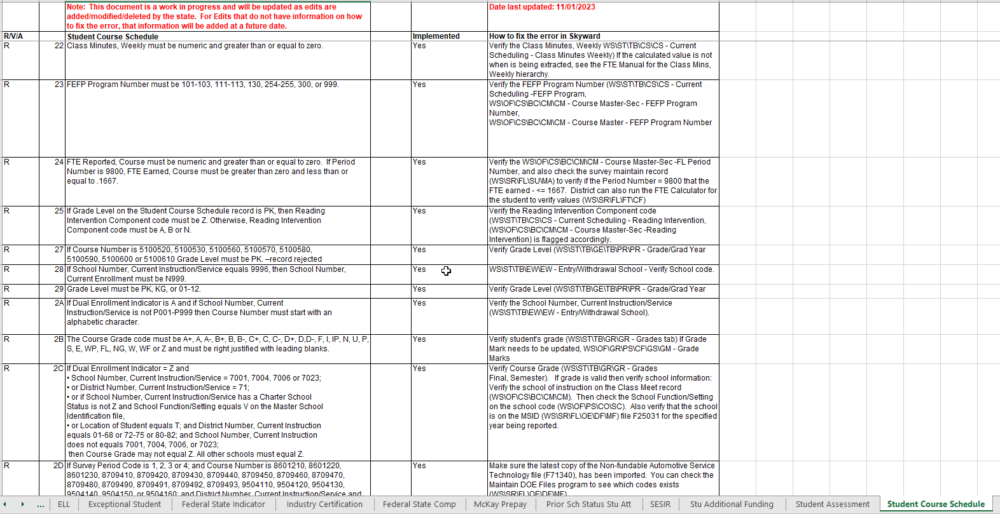 Note:  This document is a work in progress and will be updated as edits are
added/modified/deleted by the state.  For Edits that do not have information on how
to fix the error, that information will be added at a future date.
Date last updated: 11/01/2023
R/V/A Student Course Schedule Implemented How to fix the error in Skyward
R 22 Class Minutes, Weekly must be numeric and greater than or equal to zero. Yes
Verify the Class Minutes, Weekly WS\ST\TB\CS\CS - Current
Scheduling - Class Minutes Weekly) If the calculated value is not
when is being extracted, see the FTE Manual for the Class Mins,
Weekly hierarchy.
R 23 FEFP Program Number must be 101-103, 111-113, 130, 254-255, 300, or 999. Yes
Verify the FEFP Program Number (WS\ST\TB\CS\CS - Current
Scheduling -FEFP Program,
WS\OF\CS\BC\CM\CM - Course Master-Sec - FEFP Program
Number,
WS\OF\CS\BC\CM\CM - Course Master - FEFP Program Number
R 24 FTE Reported, Course must be numeric and greater than or equal to zero.  If Period
Number is 9800, FTE Earned, Course must be greater than zero and less than or
equal to .1667.
Yes
Verify the WS\OF\CS\BC\CM\CM - Course Master-Sec -FL Period
Number, and also check the survey maintain record
(WS\SR\FL\SU\MA) to verify if the Period Number = 9800 that the
FTE earned - <= 1667.  District can also run the FTE Calculator for
the student to verify values (WS\SR\FL\FT\CF)
R 25 If Grade Level on the Student Course Schedule record is PK, then Reading
Intervention Component code must be Z. Otherwise, Reading Intervention
Component code must be A, B or N.
Yes
Verify the Reading Intervention Component code
(WS\ST\TB\CS\CS - Current Scheduling - Reading Intervention,
(WS\OF\CS\BC\CM\CM - Course Master-Sec -Reading
Intervention) is flagged accordingly.
R 27 If Course Number is 5100520, 5100530, 5100560, 5100570, 5100580,
5100590, 5100600 or 5100610 Grade Level must be PK. –record rejected
Yes
Verify Grade Level (WS\ST\TB\GE\TB\PR\PR - Grade/Grad Year
R 28 If School Number, Current Instruction/Service equals 9996, then School Number,
Current Enrollment must be N999.
Yes
WS\ST\TB\EW\EW - Entry/Withdrawal School - Verify School code.
R 29 Grade Level must be PK, KG, or 01-12. Yes
Verify Grade Level (WS\ST\TB\GE\TB\PR\PR - Grade/Grad Year
R 2A If Dual Enrollment Indicator is A and if School Number, Current
Instruction/Service is not P001-P999 then Course Number must start with an
alphabetic character.
Yes
Verify the School Number, Current Instruction/Service
(WS\ST\TB\EW\EW - Entry/Withdrawal School).
R 2B The Course Grade code must be A+, A, A-, B+, B, B-, C+, C, C-, D+, D,D-, F, I, IP, N, U, P,
S, E, WP, FL, NG, W, WF or Z and must be right justified with leading blanks.
Yes
Verify student's grade (WS\ST\TB\GR\GR - Grades tab) If Grade
Mark needs to be updated, WS\OF\GR\PS\CF\GS\GM - Grade
Marks
R 2C If Dual Enrollment Indicator = Z and
• School Number, Current Instruction/Service = 7001, 7004, 7006 or 7023;
• or District Number, Current Instruction/Service = 71;
• or if School Number, Current Instruction/Service has a Charter School
Status is not Z and School Function/Setting equals V on the Master School
Identification file,
• or Location of Student equals T; and District Number, Current Instruction
equals 01-68 or 72-75 or 80-82; and School Number, Current Instruction
does not equals 7001, 7004, 7006, or 7023;
then Course Grade may not equal Z. All other schools must equal Z.
Yes
Verify Course Grade (WS\ST\TB\GR\GR - Grades
Final, Semester).  If grade is valid then verify school information:
Verify the school of instruction on the Class Meet record
(WS\OF\CS\BC\CM\CM).  Then check the School Function/Setting
on the school code (WS\OF\PS\CO\SC).  Also verify that the school
is on the MSID (WS\SR\FL\OE\DF\MF) file F25031 for the specified
year being reported.
R 2D If Survey Period Code is 1, 2, 3 or 4; and Course Number is 8601210, 8601220,
8601230, 8709410, 8709420, 8709430, 8709440, 8709450, 8709460, 8709470,
8709480, 8709490, 8709491, 8709492, 8709493, 9504110, 9504120, 9504130,
9504140, 9504150, or 9504160; and District Number, Current Instruction/Service and
Yes
Make sure the latest copy of the Non-fundable Automotive Service
Technology file (F71340), has been imported.  You can check the
Maintain DOE Files program to see which codes exists
(WS\SR\FL\OE\DF\MF)
... ELL Exceptional Student Federal State Indicator Industry Certification Federal State Comp McKay Prepay Prior Sch Status Stu Att SESIR Stu Additional Funding Student Assessment Student Course Schedule